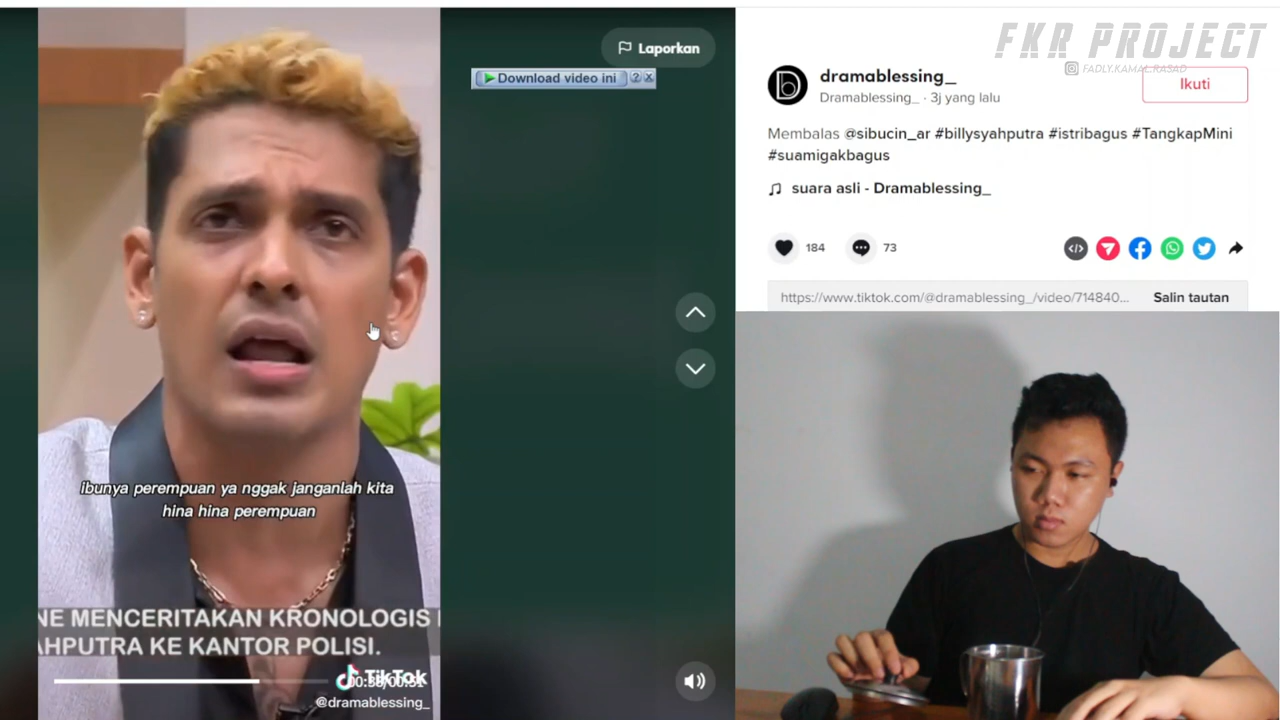 Laporkan
Download video ini
ibunya perempuan ya nggak janganlah kita
hina hina perempuan
NE MENCERITAKAN KRONOLOGIS
AHPUTRA KE KANTOR POLISI.
TikTok
@dramablessing_
FKR PROJECT
FADLY.KAMAL.RASAD
dramablessing_
Dramablessing_ · 3j yang lalu
Ikuti
Membalas @sibucin_ar #billysyahputra #istribagus #TangkapMini
#suamigakbagus
suara asli - Dramablessing_
184
73
https://www.tiktok.com/@dramablessing_/video/714840...
Salin tautan